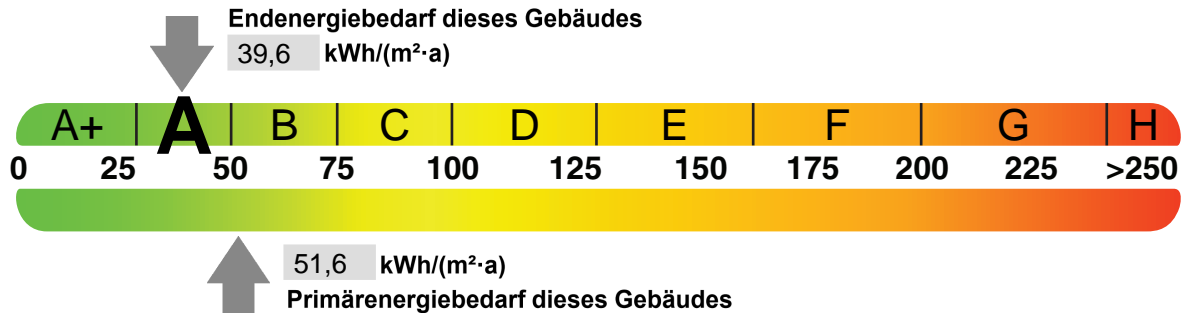 Endenergiebedarf dieses Gebäudes
39,6 kWh/(m²·a)
A+ A B C D E F G H
0 25 50 75 100 125 150 175 200 225 >250
51,6 kWh/(m²·a)
Primärenergiebedarf dieses Gebäudes